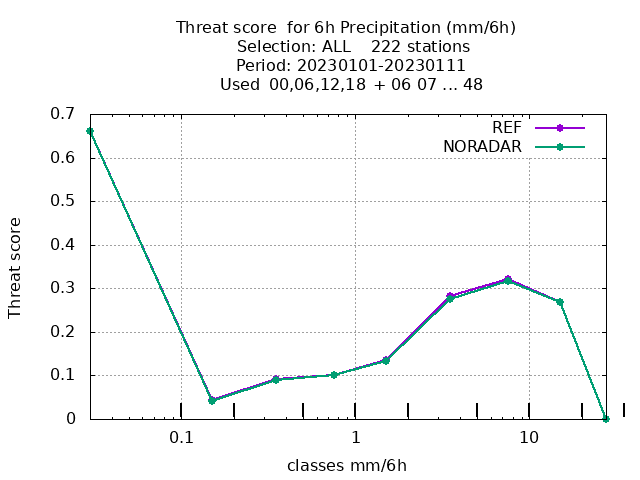 Threat score  for 6h Precipitation (mm/6h)
Selection: ALL    222 stations
Period: 20230101-20230111
Used  00,06,12,18  + 06 07 ... 48
REF
NORADAR
0.7
0.6
0.5
0.4
0.3
0.2
0.1
0
Threat score
0.1 1 10
classes mm/6h